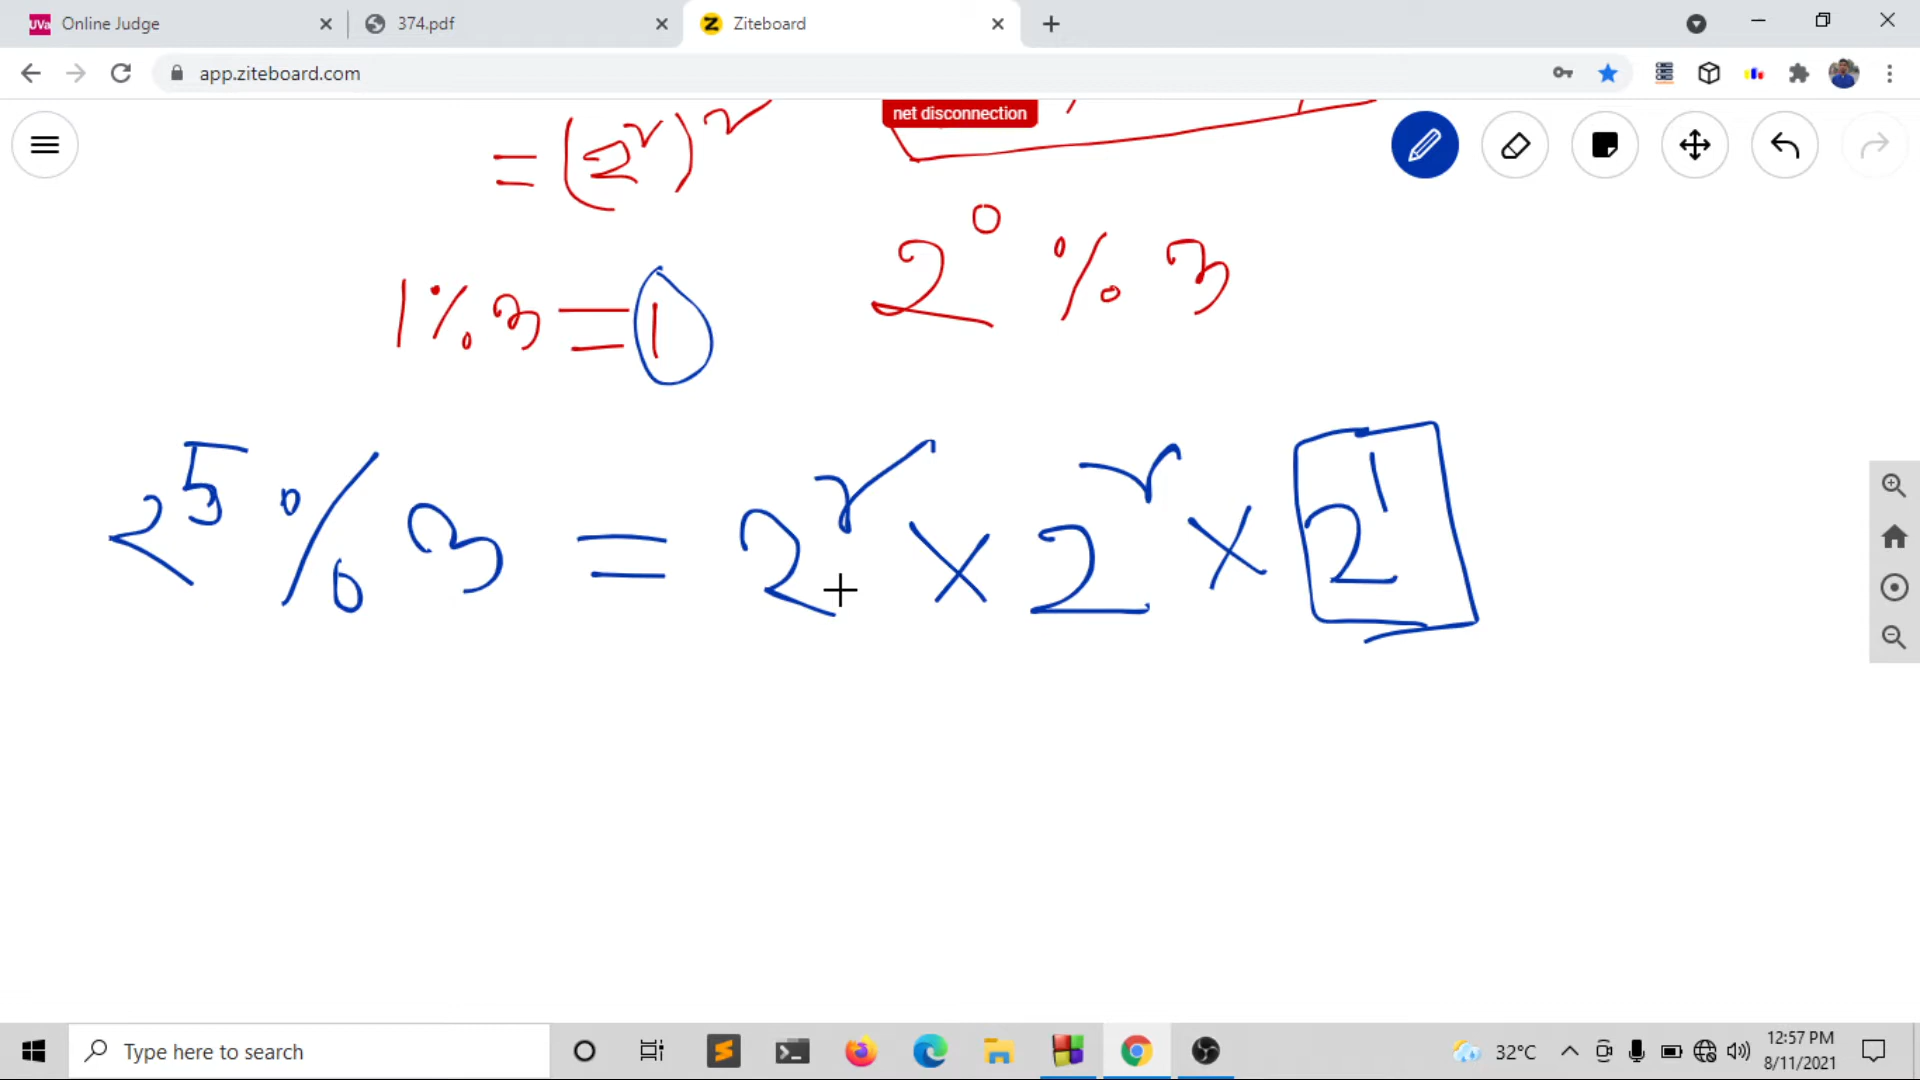 Online Judge
374.pdf
Ziteboard
app.ziteboard.com
net disconnection
= (2²)²
2⁰ % 3
1 % 3 = 1
2⁵ % 3 = 2² × 2² × 2¹
Type here to search
32°C
12:57 PM
8/11/2021